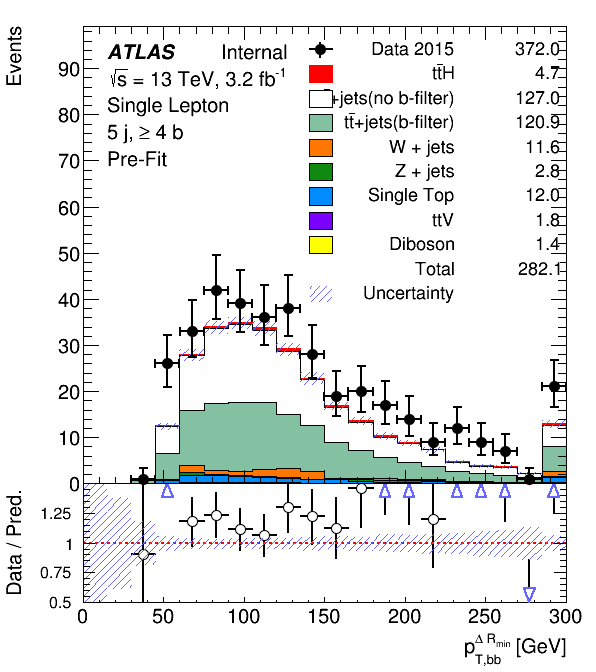 Events
ATLAS Internal
√s = 13 TeV, 3.2 fb⁻¹
Single Lepton
5 j, ≥ 4 b
Pre-Fit
Data 2015 372.0
tt̄H 4.7
+jets(no b-filter) 127.0
tt̄+jets(b-filter) 120.9
W + jets 11.6
Z + jets 2.8
Single Top 12.0
ttV 1.8
Diboson 1.4
Total 282.1
Uncertainty
90
80
70
60
50
40
30
20
10
0
Data / Pred.
1.25
1
0.75
0.5
0 50 100 150 200 250 300
p_{T,bb}^{Δ R_{min}} [GeV]